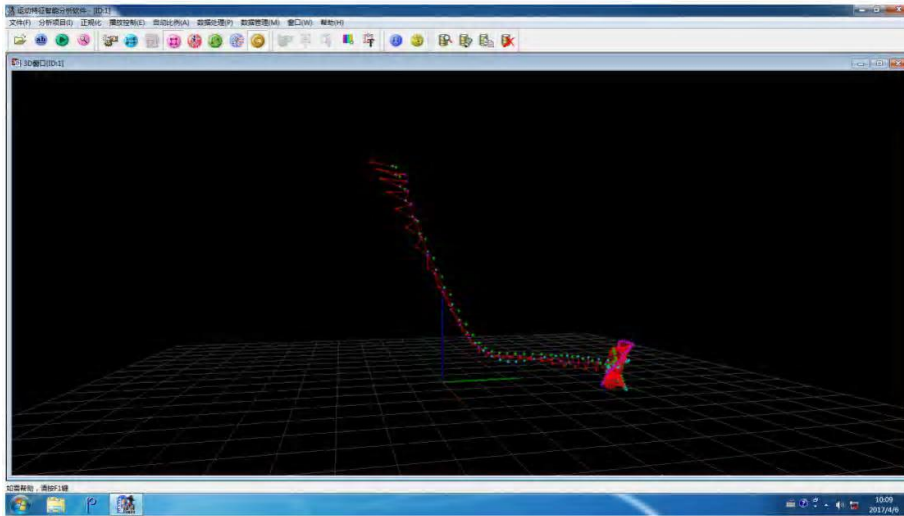 运动特征智能分析软件 - [ID:1]
文件(F) 分析项目(I) 正规化 播放控制(E) 自动比例(A) 数据处理(P) 数据管理(M) 窗口(W) 帮助(H)
3D窗口[ID:1]
如需帮助，请按F1键
10:09
2017/4/6